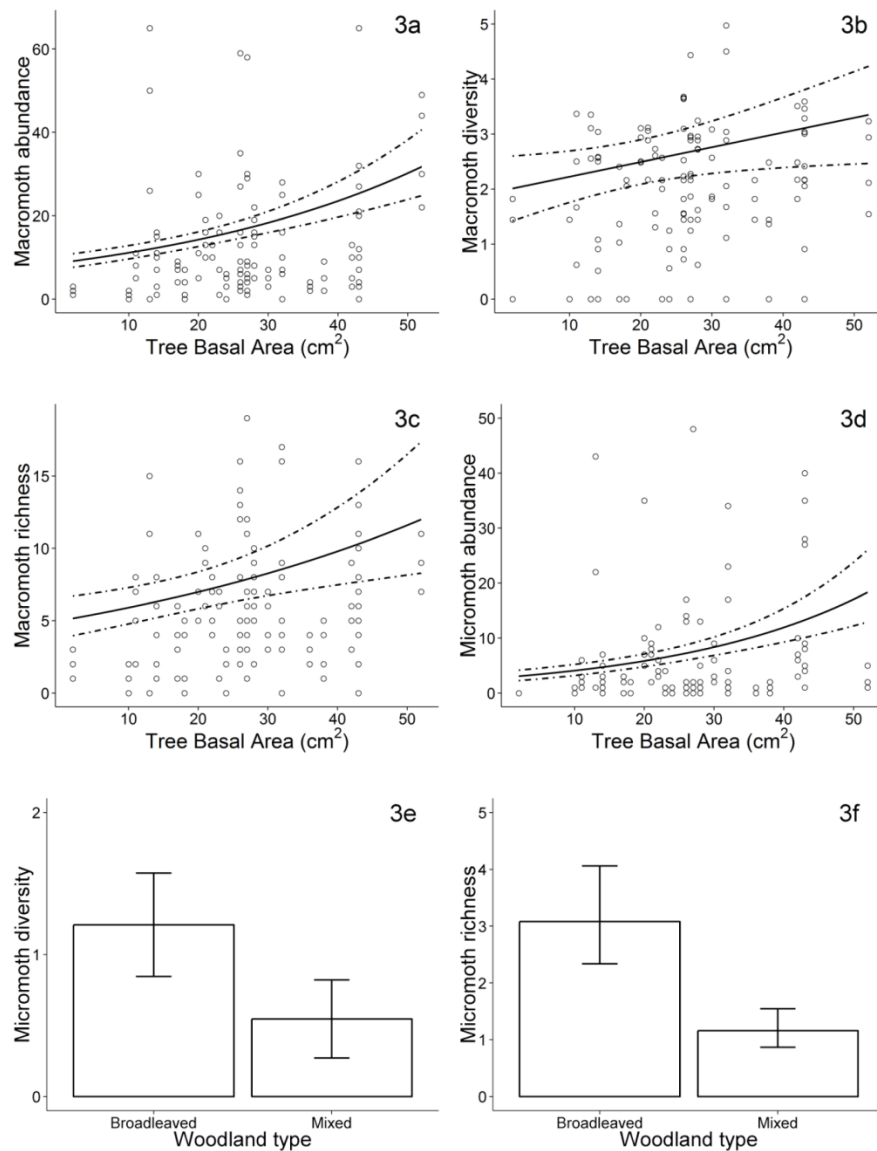 3a
Macromoth abundance
60
40
20
0
10 20 30 40 50
Tree Basal Area (cm²)
3b
Macromoth diversity
5
4
3
2
1
0
10 20 30 40 50
Tree Basal Area (cm²)
3c
Macromoth richness
15
10
5
0
10 20 30 40 50
Tree Basal Area (cm²)
3d
Micromoth abundance
50
40
30
20
10
0
10 20 30 40 50
Tree Basal Area (cm²)
3e
Micromoth diversity
2
1
0
Broadleaved Mixed
Woodland type
3f
Micromoth richness
5
4
3
2
1
0
Broadleaved Mixed
Woodland type